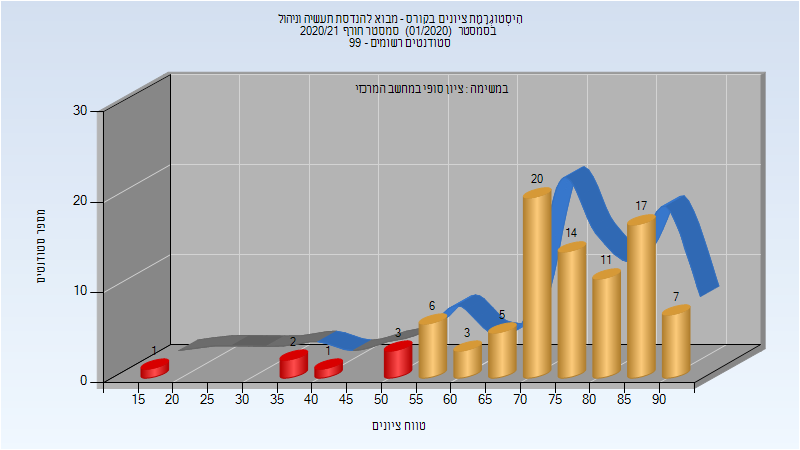 היסטוגרמת ציונים בקורס - מבוא להנדסת תעשיה וניהול
בסמסטר (01/2020) סמסטר חורף 2020/21
סטודנטים רשומים - 99
במשימה : ציון סופי במחשב המרכזי
מספר סטודנטים
30
20
10
0
1
2
1
3
6
3
5
20
14
11
17
7
15 20 25 30 35 40 45 50 55 60 65 70 75 80 85 90
טווח ציונים